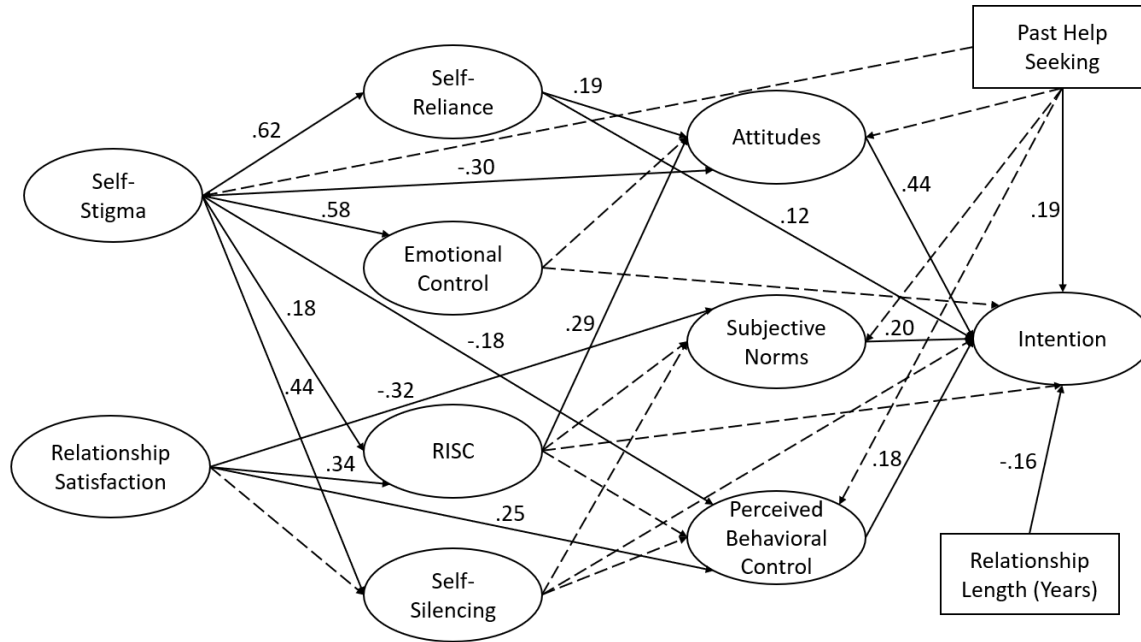 Past Help
Seeking
Self-
Reliance
.19
Attitudes
.62
-.30
Self-
Stigma
.44
.58
.12
.19
Emotional
Control
.18
.29
Subjective
Norms
.20
Intention
-.18
.44
-.32
Relationship
Satisfaction
RISC
.34
.18
-.16
.25
Perceived
Behavioral
Control
Self-
Silencing
Relationship
Length (Years)